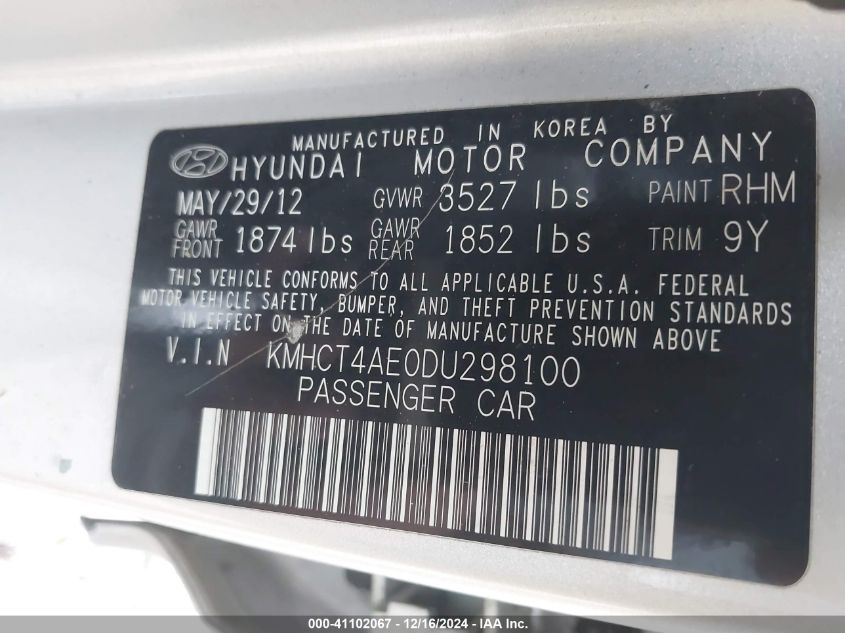 MANUFACTURED IN KOREA BY
HYUNDAI MOTOR COMPANY
MAY/29/12 GVWR 3527 lbs PAINT RHM
GAWR FRONT 1874 lbs GAWR REAR 1852 lbs TRIM 9Y
THIS VEHICLE CONFORMS TO ALL APPLICABLE U.S.A. FEDERAL
MOTOR VEHICLE SAFETY, BUMPER, AND THEFT PREVENTION STANDARDS
IN EFFECT ON THE DATE OF MANUFACTURE SHOWN ABOVE
V.I.N KMHCT4AE0DU298100
PASSENGER CAR
000-41102067 - 12/16/2024 - IAA, Inc.